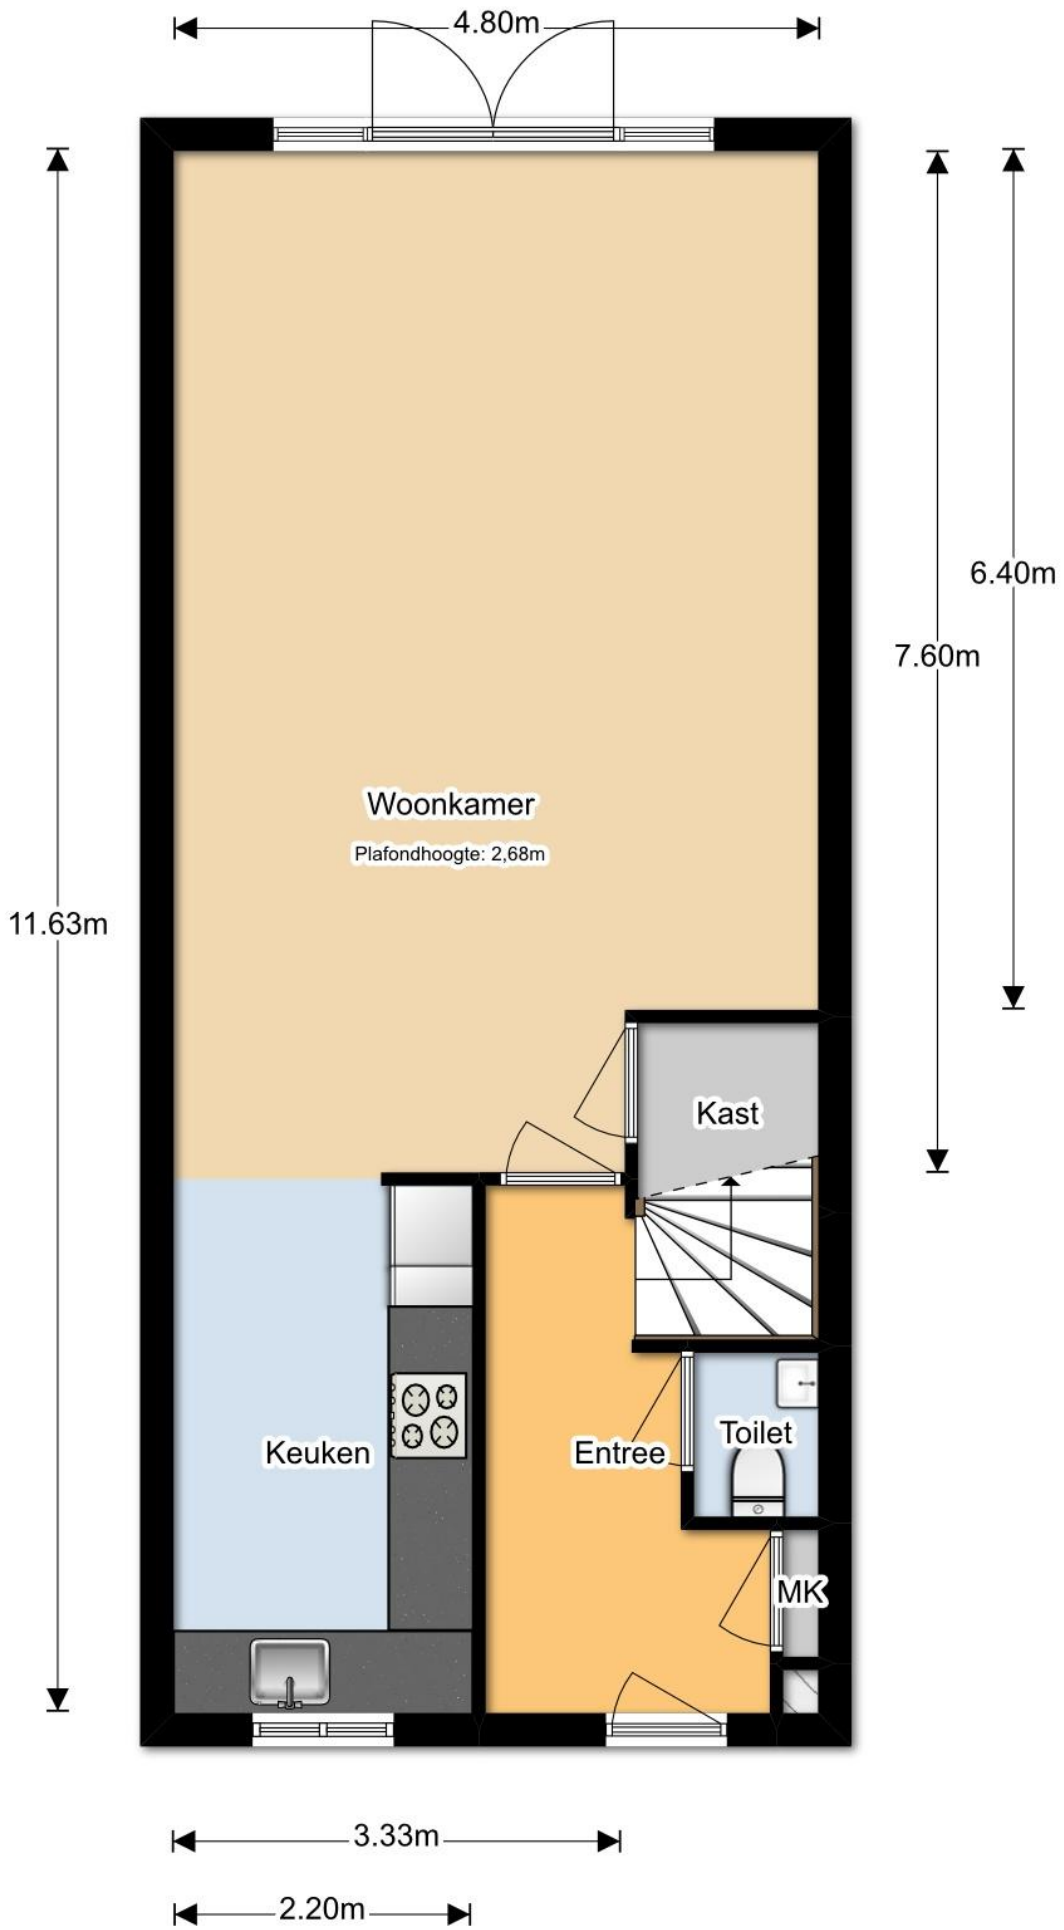 4.80m
6.40m
7.60m
Woonkamer
Plafondhoogte: 2,68m
11.63m
Kast
Toilet
Keuken
Entree
MK
3.33m
2.20m